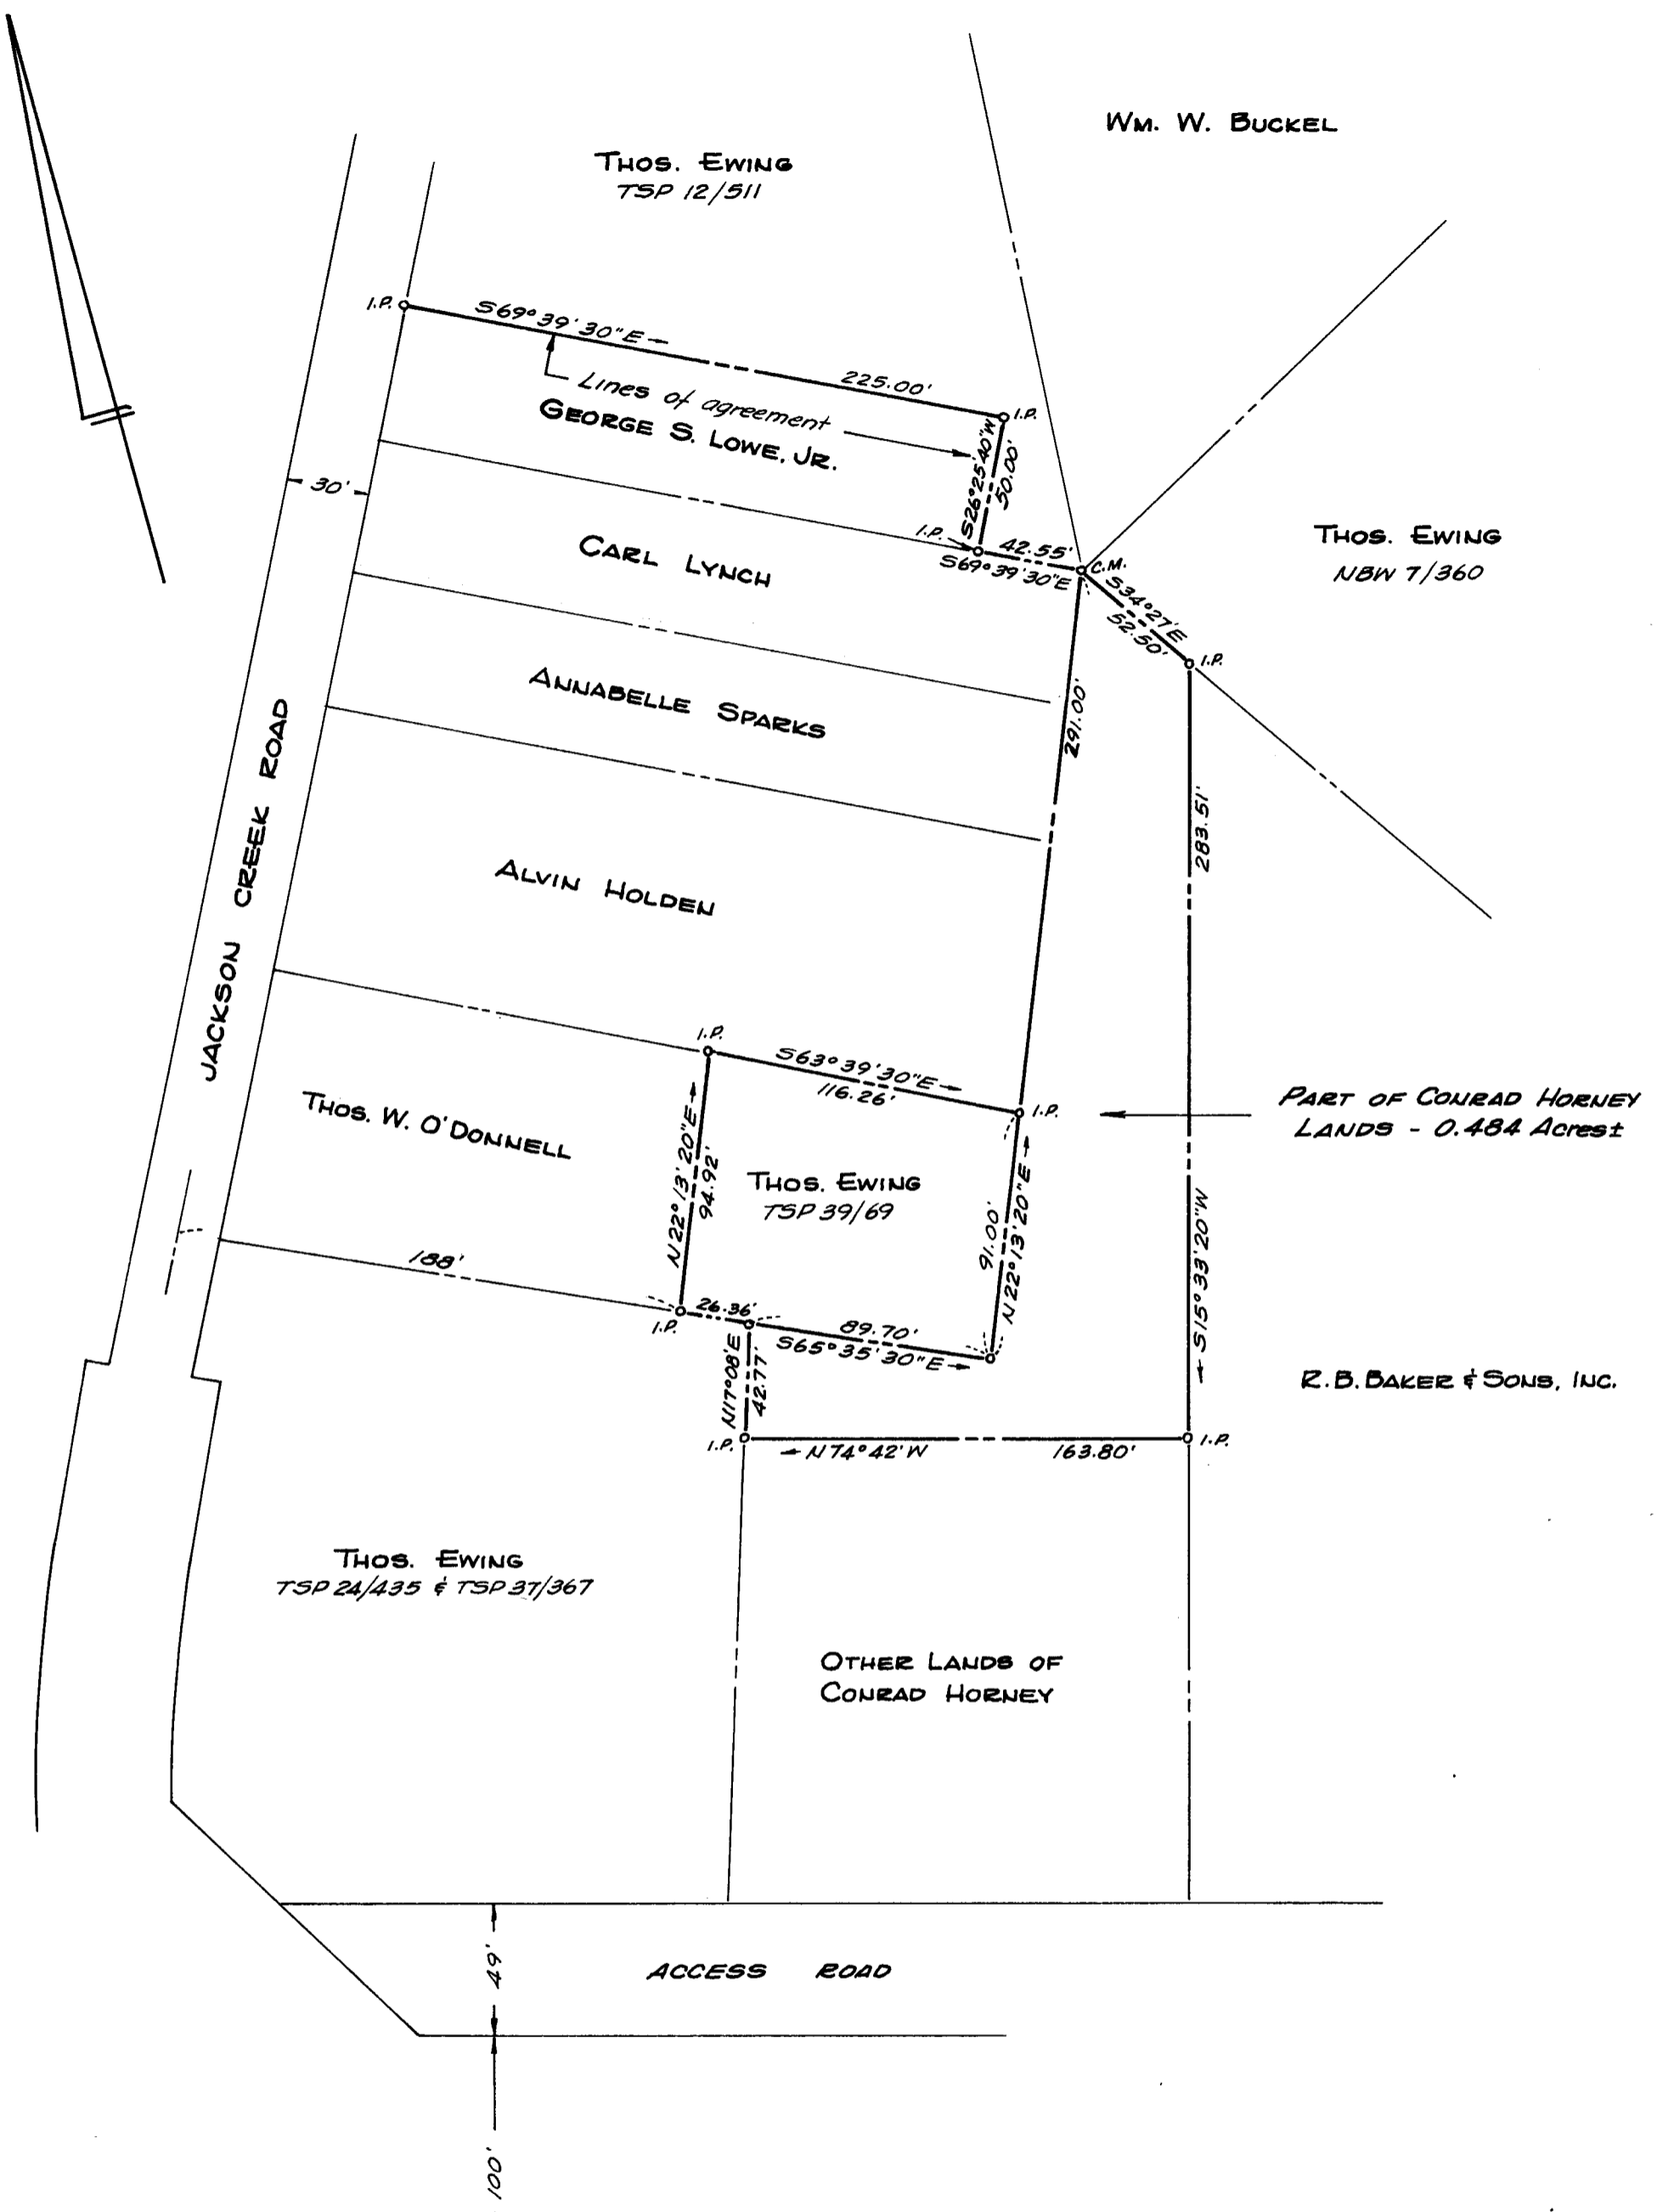 WM. W. BUCKEL
THOS. EWING
TSP 12/511
I.P.
S69°39'30"E
225.00'
I.P.
Lines of agreement
GEORGE S. LOWE, JR.
S26°25'40"W
50.00'
30'
I.P.
42.55'
S69°39'30"E
C.M.
S34°27'E
52.50'
I.P.
THOS. EWING
NBW 7/360
CARL LYNCH
ANNABELLE SPARKS
291.00'
283.51'
JACKSON CREEK ROAD
ALVIN HOLDEN
I.P.
S63°39'30"E
116.26'
I.P.
PART OF CONRAD HORNEY
LANDS - 0.484 Acres±
THOS. W. O'DONNELL
N22°13'20"E
94.92'
THOS. EWING
TSP 39/69
91.00'
N22°13'20"E
S15°33'20"W
188'
I.P.
26.36'
89.70'
S65°35'30"E
N17°08'E
42.77'
R.B. BAKER & SONS, INC.
I.P.
N74°42'W
163.80'
I.P.
THOS. EWING
TSP 24/435 & TSP 37/367
OTHER LANDS OF
CONRAD HORNEY
49'
ACCESS ROAD
100'